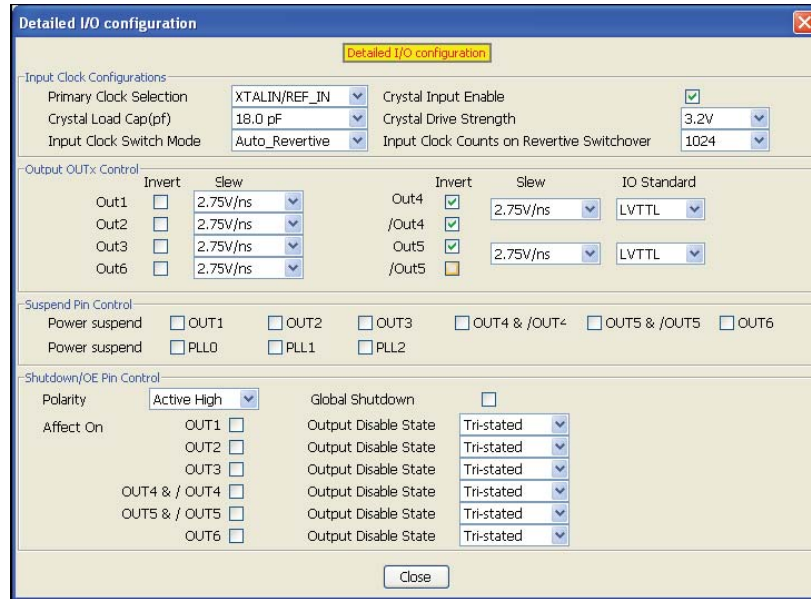 Detailed I/O configuration
Detailed I/O configuration
Input Clock Configurations
Primary Clock Selection XTALIN/REF_IN Crystal Input Enable
Crystal Load Cap(pf) 18.0 pF Crystal Drive Strength 3.2V
Input Clock Switch Mode Auto_Revertive Input Clock Counts on Revertive Switchover 1024
Output OUTx Control
Invert Slew Invert Slew IO Standard
Out1 2.75V/ns Out4 2.75V/ns LVTTL
Out2 2.75V/ns /Out4
Out3 2.75V/ns Out5 2.75V/ns LVTTL
Out6 2.75V/ns /Out5
Suspend Pin Control
Power suspend OUT1 OUT2 OUT3 OUT4 & /OUT4 OUT5 & /OUT5 OUT6
Power suspend PLL0 PLL1 PLL2
Shutdown/OE Pin Control
Polarity Active High Global Shutdown
Affect On OUT1 Output Disable State Tri-stated
OUT2 Output Disable State Tri-stated
OUT3 Output Disable State Tri-stated
OUT4 & / OUT4 Output Disable State Tri-stated
OUT5 & / OUT5 Output Disable State Tri-stated
OUT6 Output Disable State Tri-stated
Close